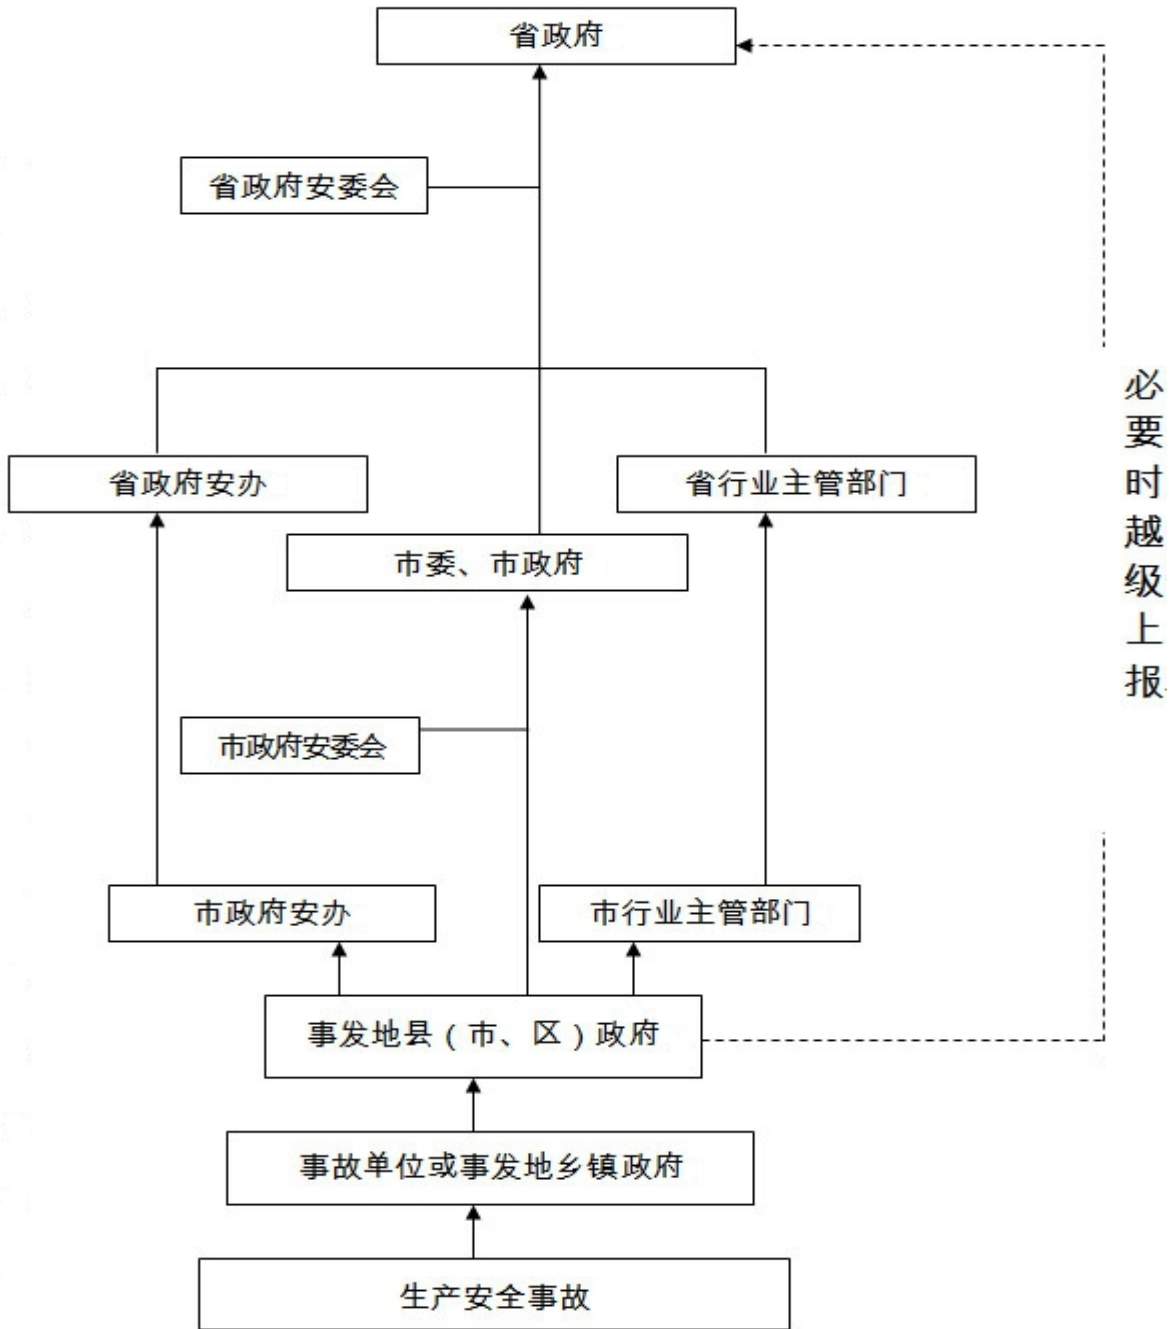 省政府
省政府安委会
省政府安办
省行业主管部门
市委、市政府
必
要
时
越
级
上
报
市政府安委会
市政府安办
市行业主管部门
事发地县（市、区）政府
事故单位或事发地乡镇政府
生产安全事故